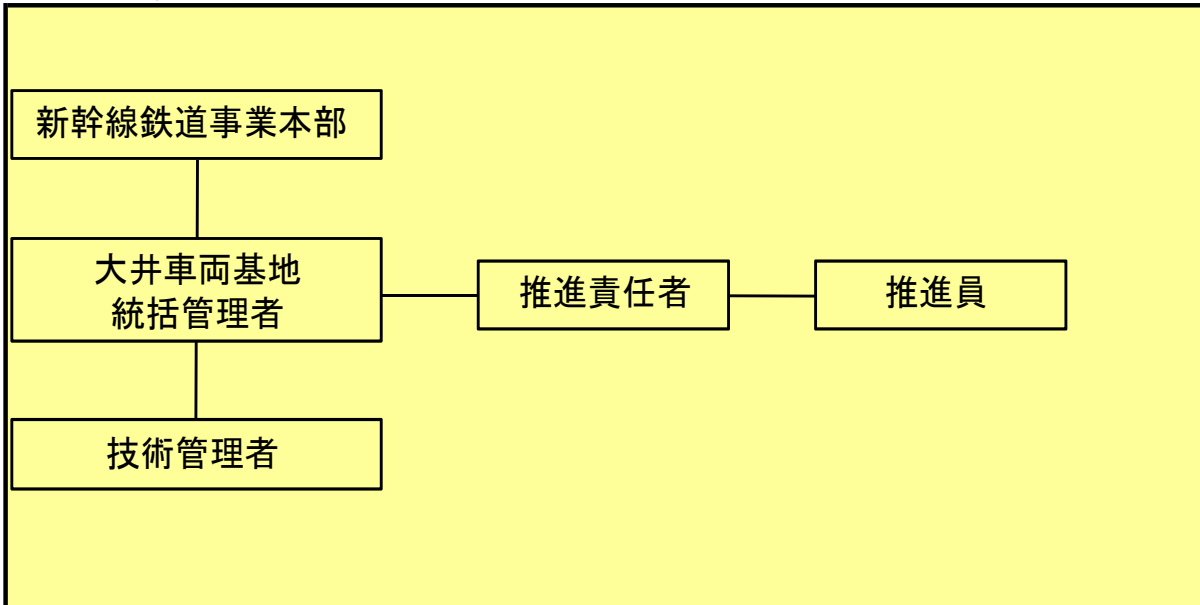 新幹線鉄道事業本部
大井車両基地
統括管理者
推進責任者
推進員
技術管理者